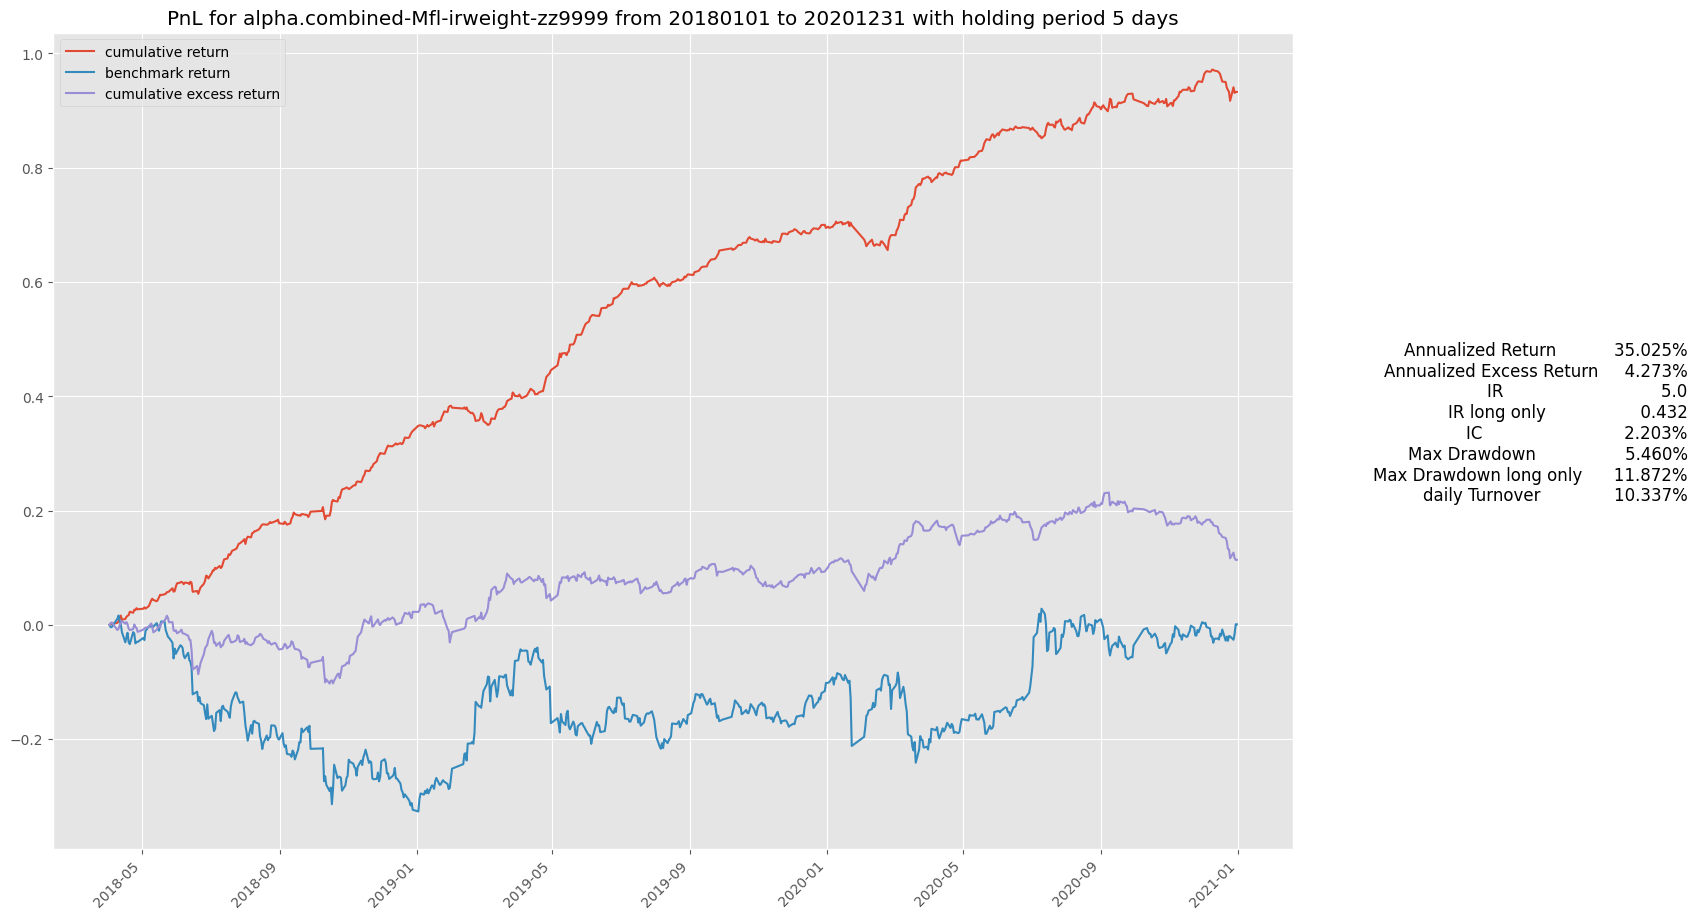 PnL for alpha.combined-Mfl-irweight-zz9999 from 20180101 to 20201231 with holding period 5 days
cumulative return
benchmark return
cumulative excess return
1.0
0.8
0.6
0.4
0.2
0.0
−0.2
2018-05
2018-09
2019-01
2019-05
2019-09
2020-01
2020-05
2020-09
2021-01
Annualized Return 35.025%
Annualized Excess Return 4.273%
IR 5.0
IR long only 0.432
IC 2.203%
Max Drawdown 5.460%
Max Drawdown long only 11.872%
daily Turnover 10.337%